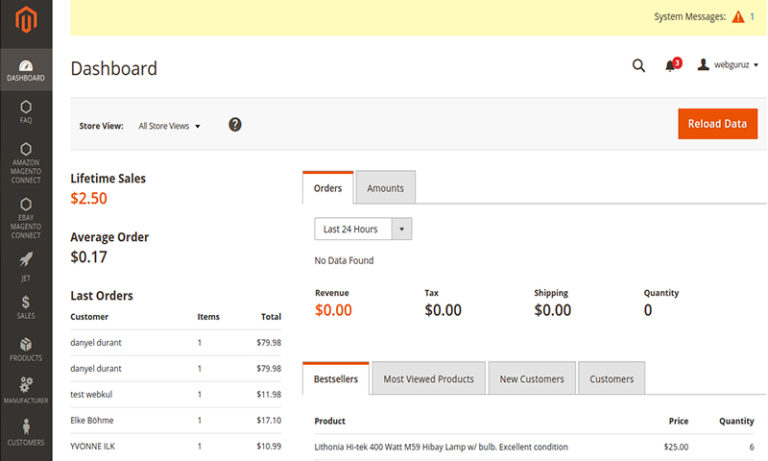 System Messages: 1
DASHBOARD
Dashboard
3
webguruz
FAQ
Store View: All Store Views ?
Reload Data
AMAZON
MAGENTO
CONNECT
Lifetime Sales
$2.50
Orders Amounts
EBAY
MAGENTO
CONNECT
Last 24 Hours
Average Order
$0.17
No Data Found
JET
Revenue Tax Shipping Quantity
$0.00 $0.00 $0.00 0
Last Orders
$
SALES
Customer Items Total
danyel durant 1 $79.98
danyel durant 1 $79.98
test webkul 1 $11.98
Elke Böhme 1 $17.10
YVONNE ILK 1 $10.99
PRODUCTS
MANUFACTURER
CUSTOMERS
Bestsellers Most Viewed Products New Customers Customers
Product Price Quantity
Lithonia Hi-tek 400 Watt M59 Hibay Lamp w/ bulb. Excellent condition $25.00 6